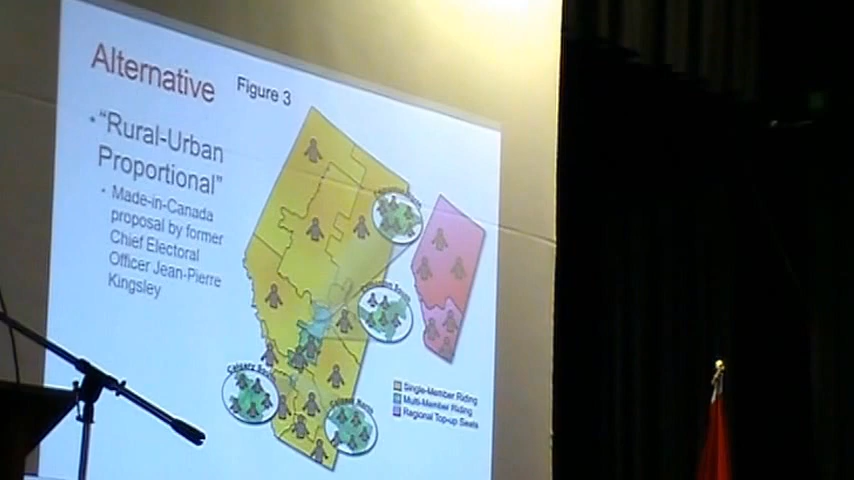 Alternative
Figure 3
• "Rural-Urban
Proportional"
• Made-in-Canada
proposal by former
Chief Electoral
Officer Jean-Pierre
Kingsley
Calgary
Single-Member Riding
Multi-Member Riding
Regional Top-up Seats